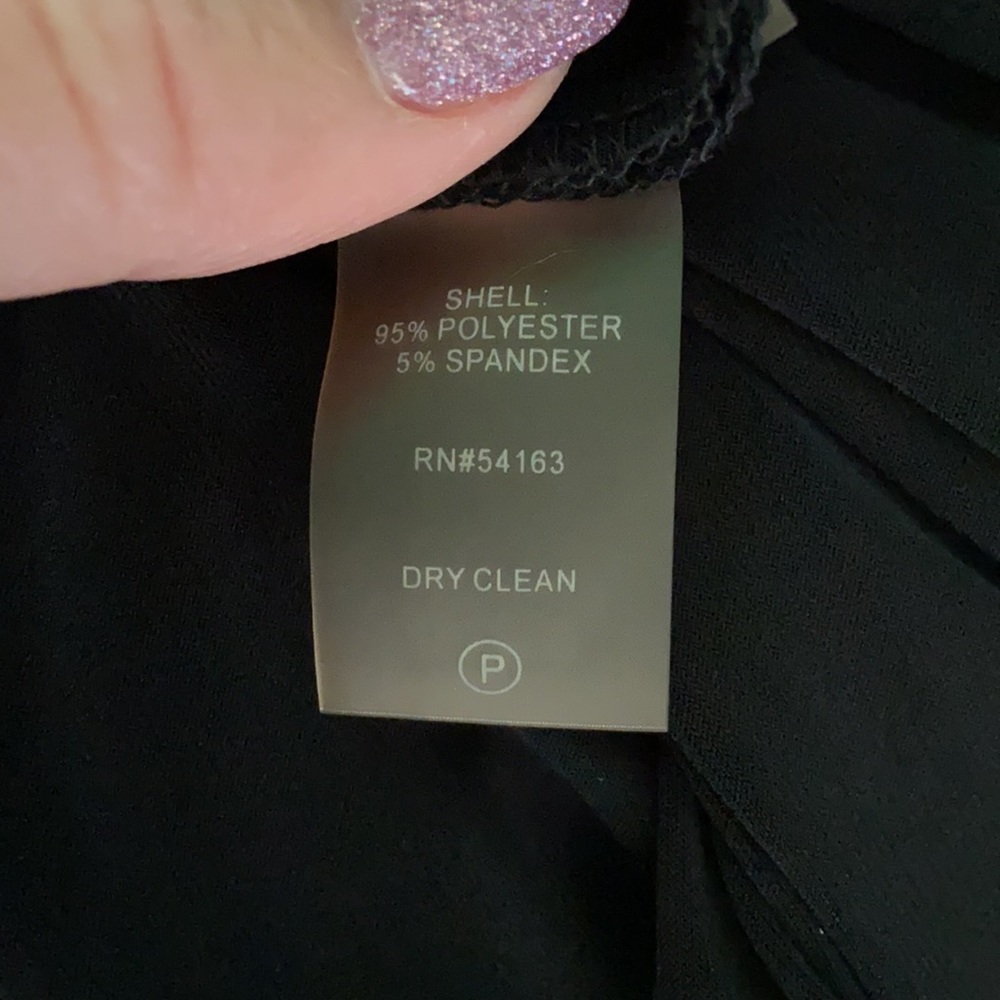 SHELL:
95% POLYESTER
5% SPANDEX
RN#54163
DRY CLEAN
P